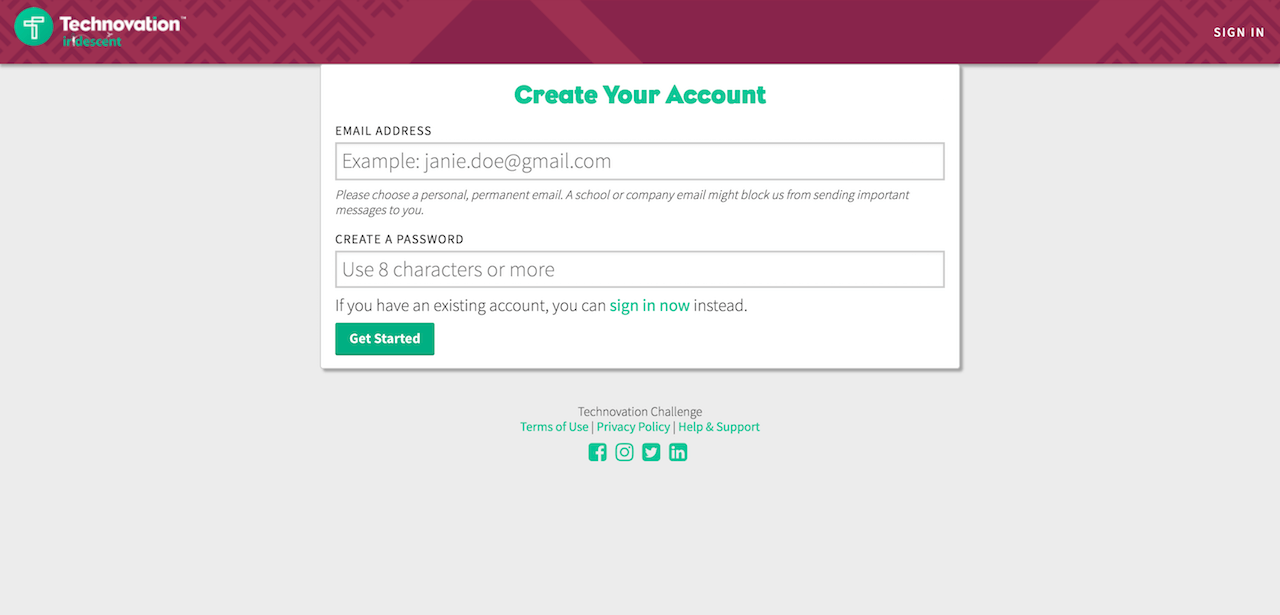 Technovation™
iridescent
SIGN IN
Create Your Account
EMAIL ADDRESS
Example: janie.doe@gmail.com
Please choose a personal, permanent email. A school or company email might block us from sending important
messages to you.
CREATE A PASSWORD
Use 8 characters or more
If you have an existing account, you can sign in now instead.
Get Started
Technovation Challenge
Terms of Use | Privacy Policy | Help & Support